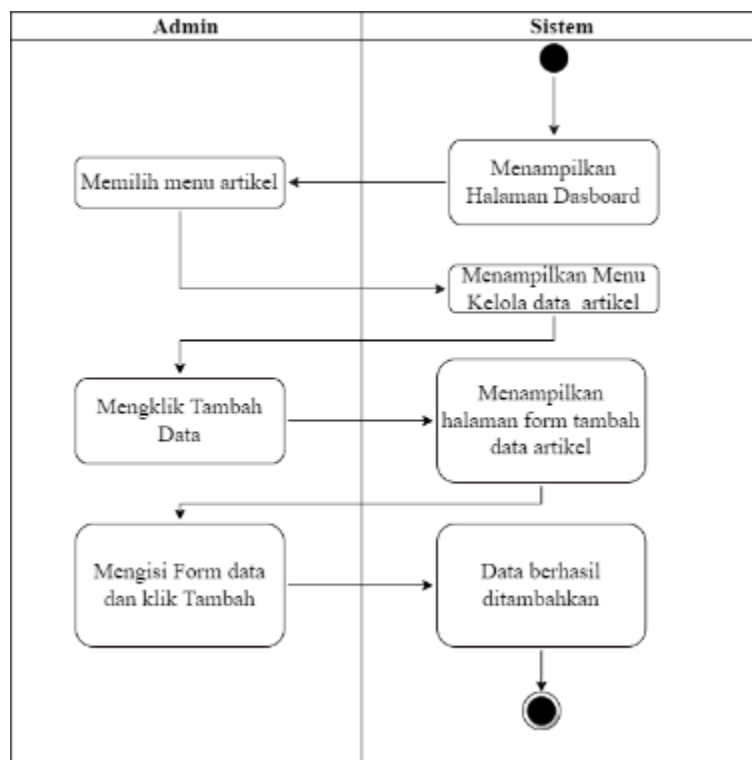 Admin
Sistem
Menampilkan
Halaman Dasboard
Memilih menu artikel
Menampilkan Menu
Kelola data artikel
Mengklik Tambah
Data
Menampilkan
halaman form tambah
data artikel
Mengisi Form data
dan klik Tambah
Data berhasil
ditambahkan